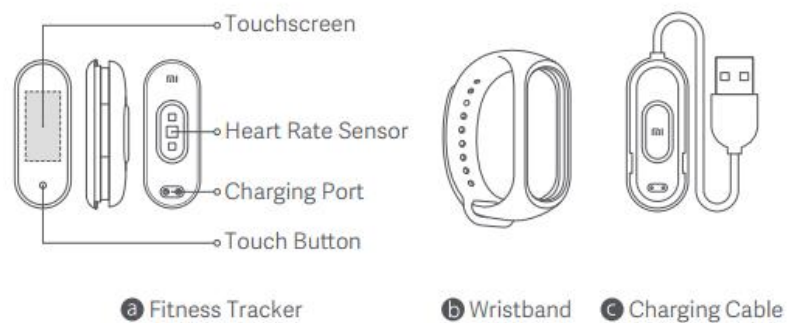 Touchscreen
Heart Rate Sensor
Charging Port
Touch Button
mi
mi
a Fitness Tracker
b Wristband
c Charging Cable